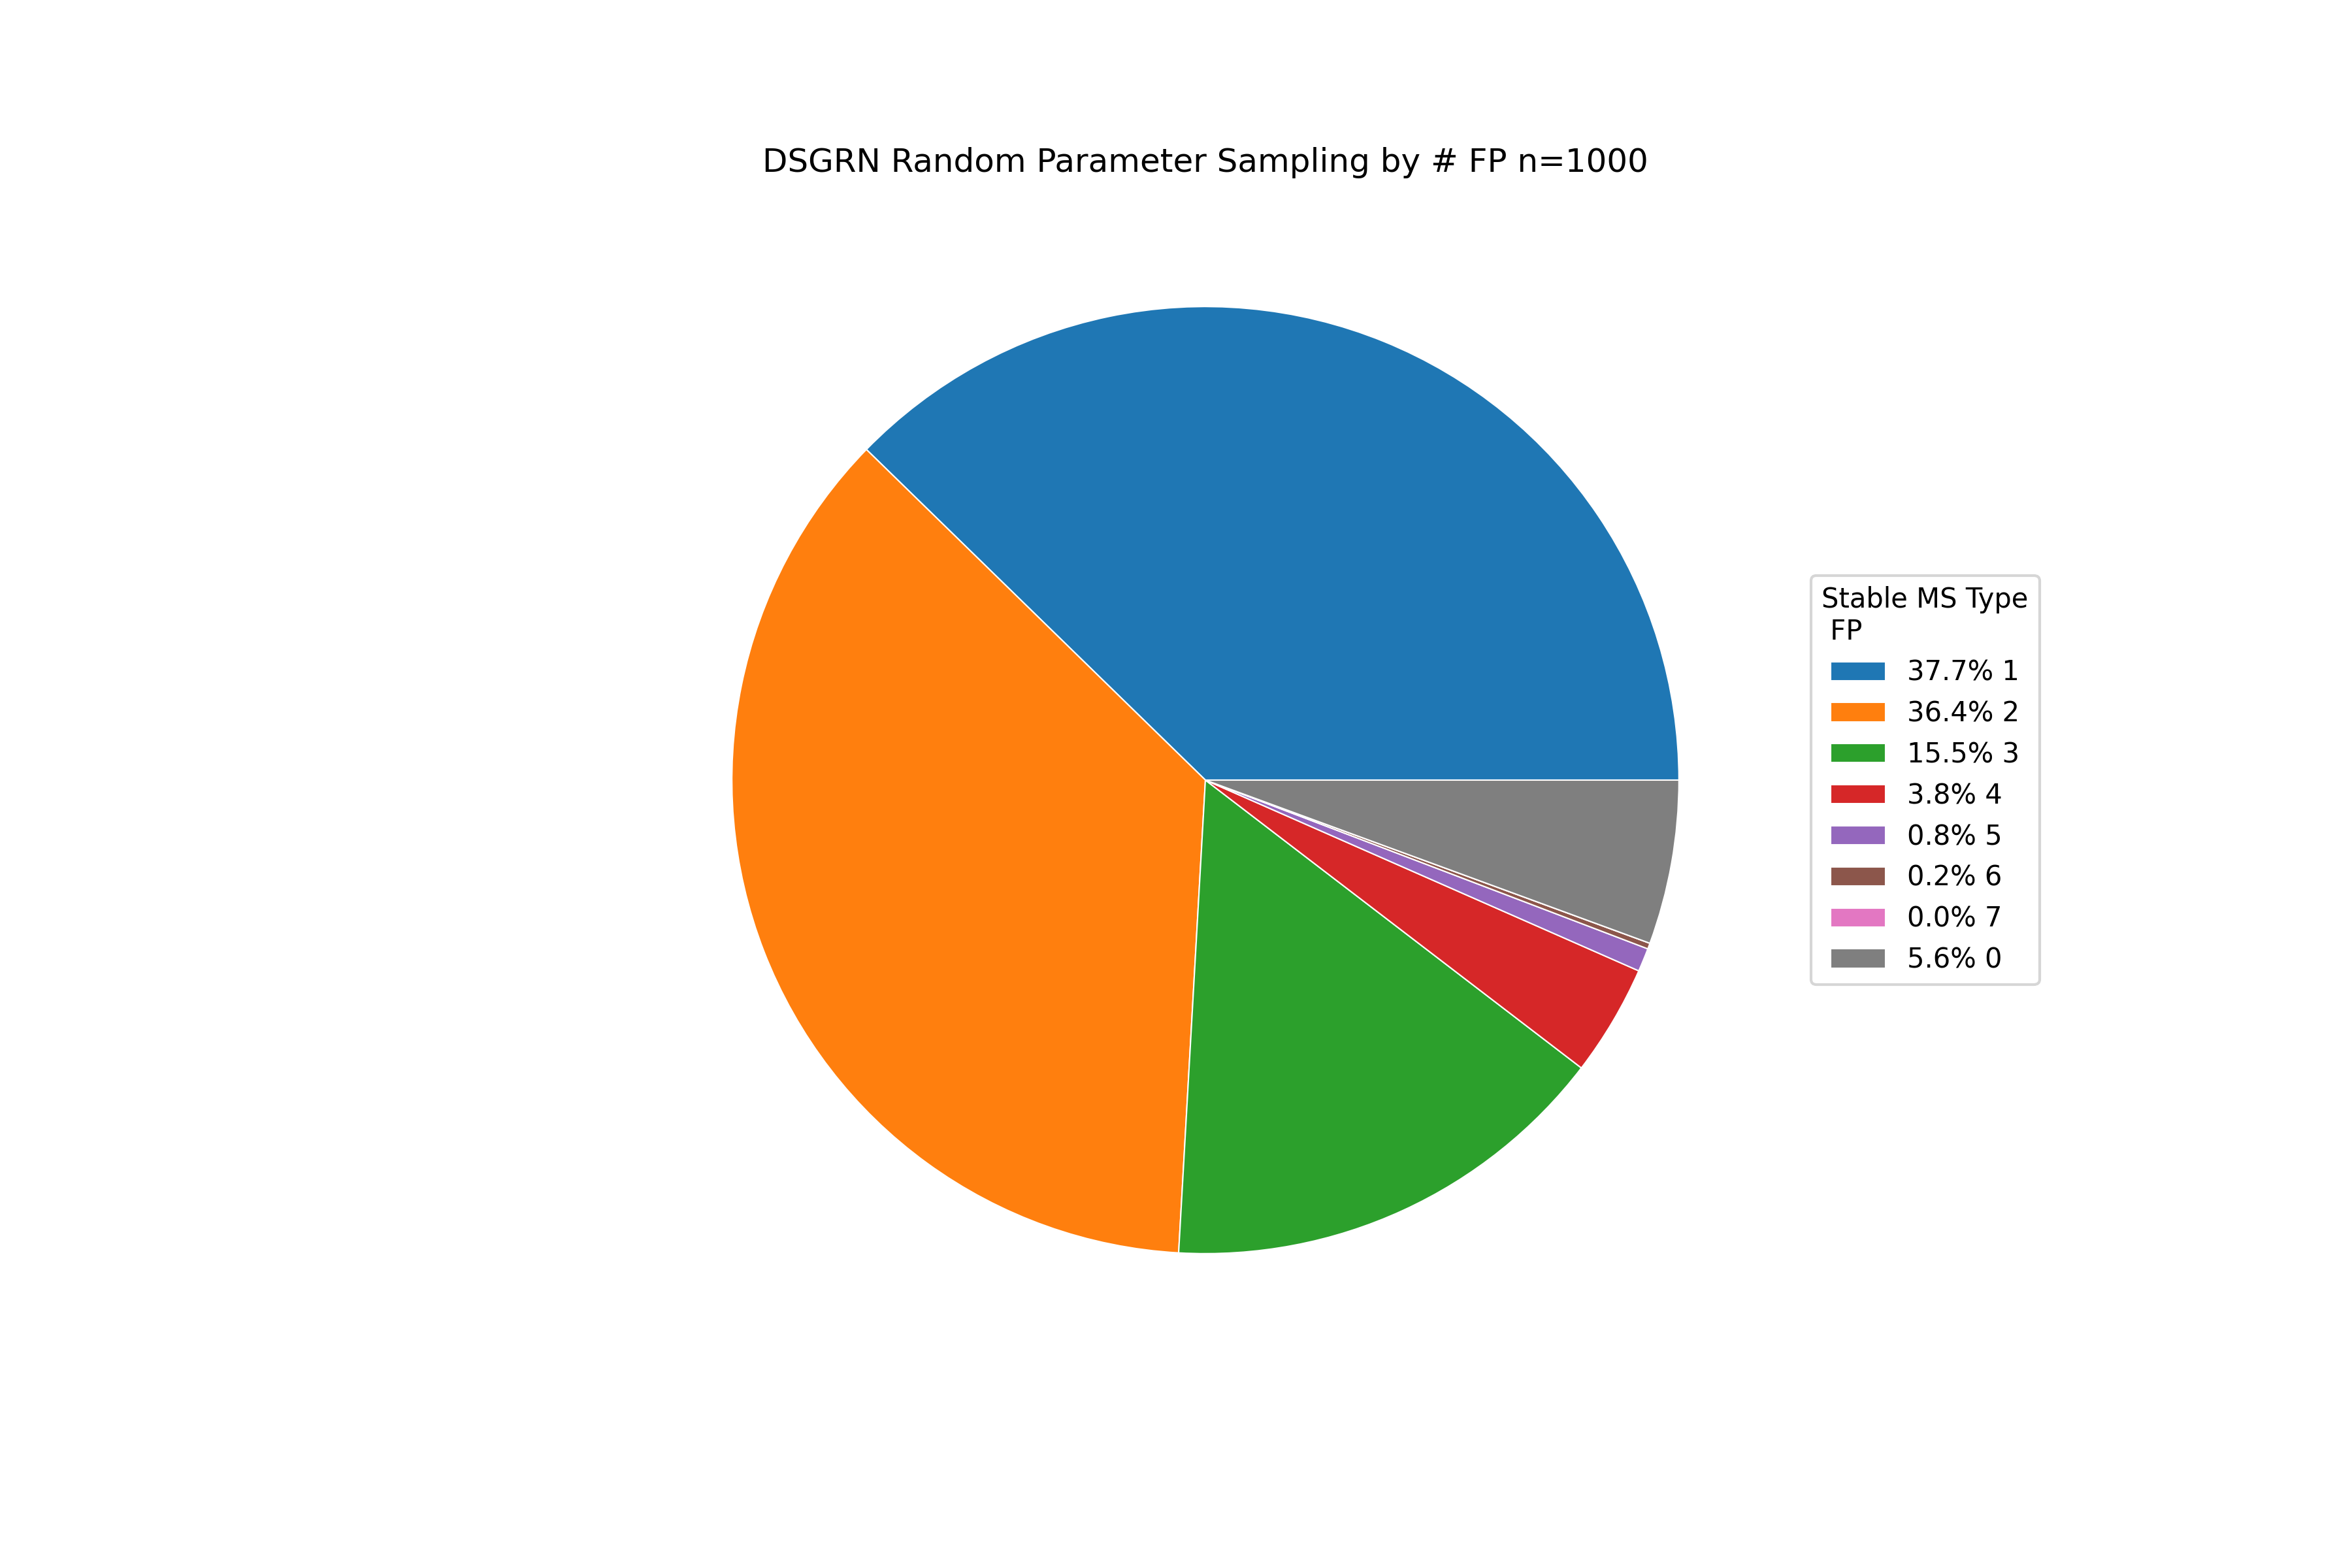 DSGRN Random Parameter Sampling by # FP n=1000
Stable MS Type
FP
37.7% 1
36.4% 2
15.5% 3
3.8% 4
0.8% 5
0.2% 6
0.0% 7
5.6% 0